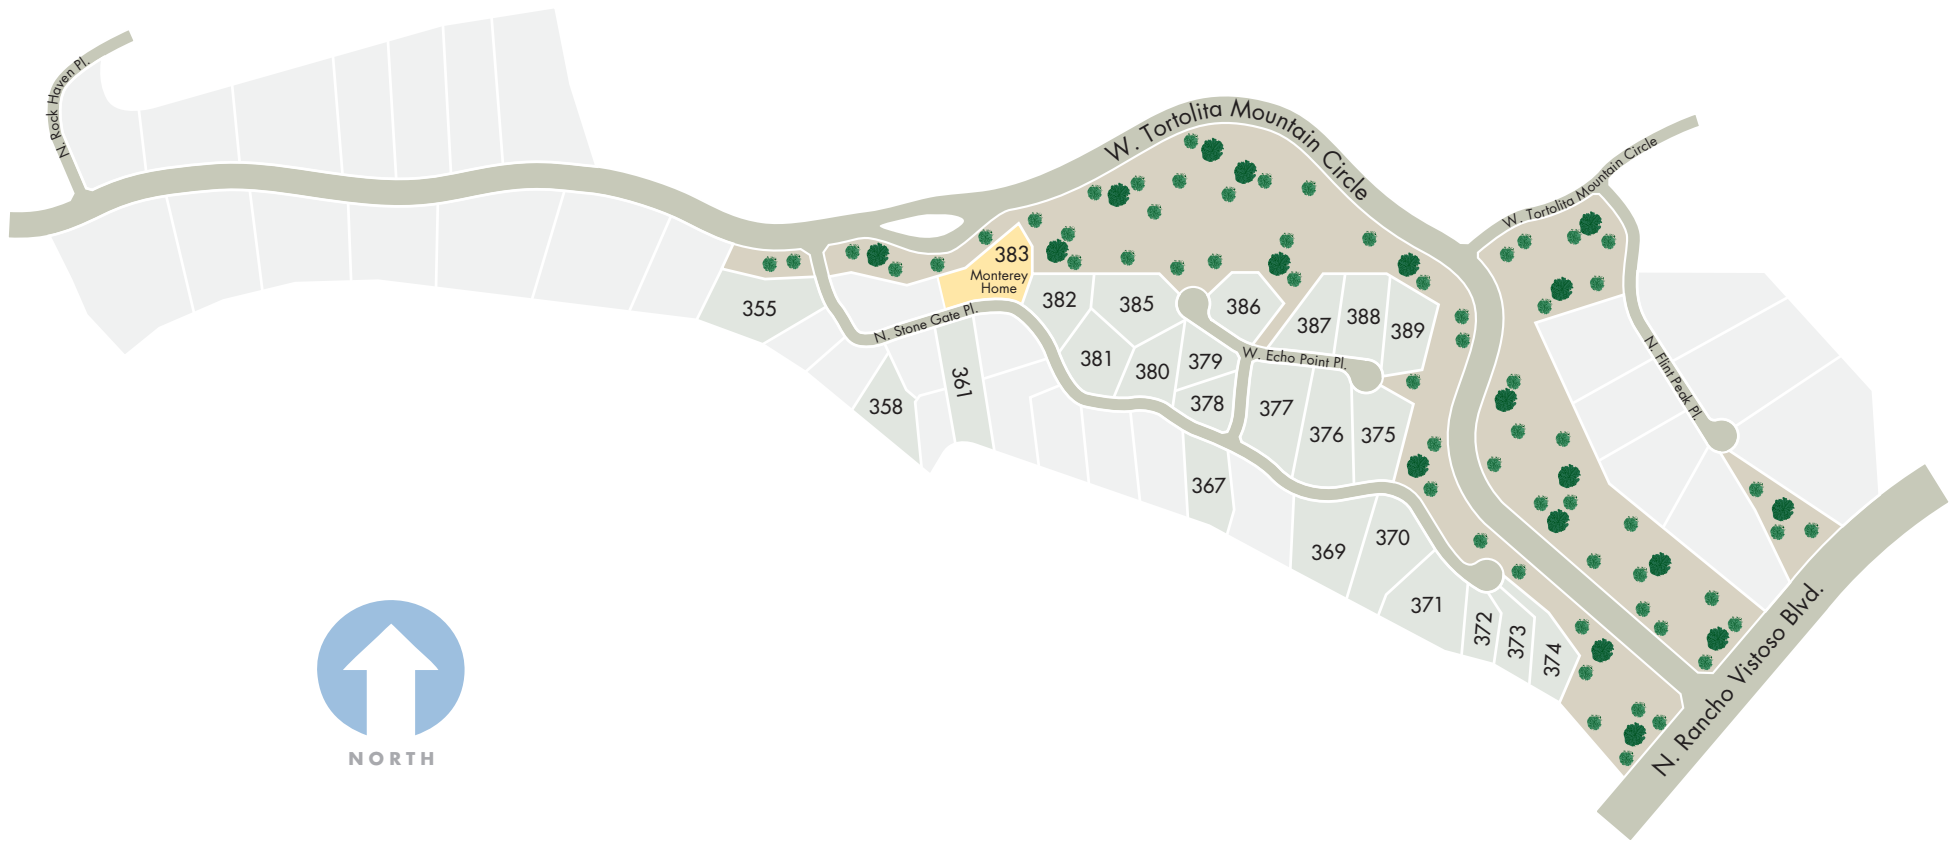 N. Rock Haven Pl.
W. Tortolita Mountain Circle
W. Tortolita Mountain Circle
383
Monterey
Home
355
382
385
386
387
388
389
N. Stone Gate Pl.
W. Echo Point Pl.
N. Flint Peak Pl.
381
380
379
361
358
378
377
376
375
367
369
370
371
372
373
374
N. Rancho Vistoso Blvd.
NORTH